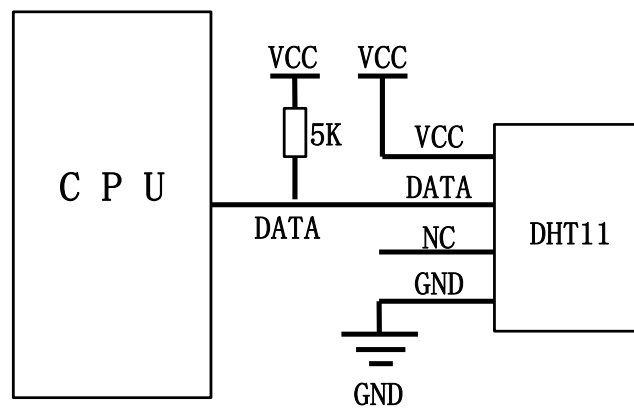 VCC VCC
5K
VCC
C P U
DATA
DATA
NC
DHT11
GND
GND